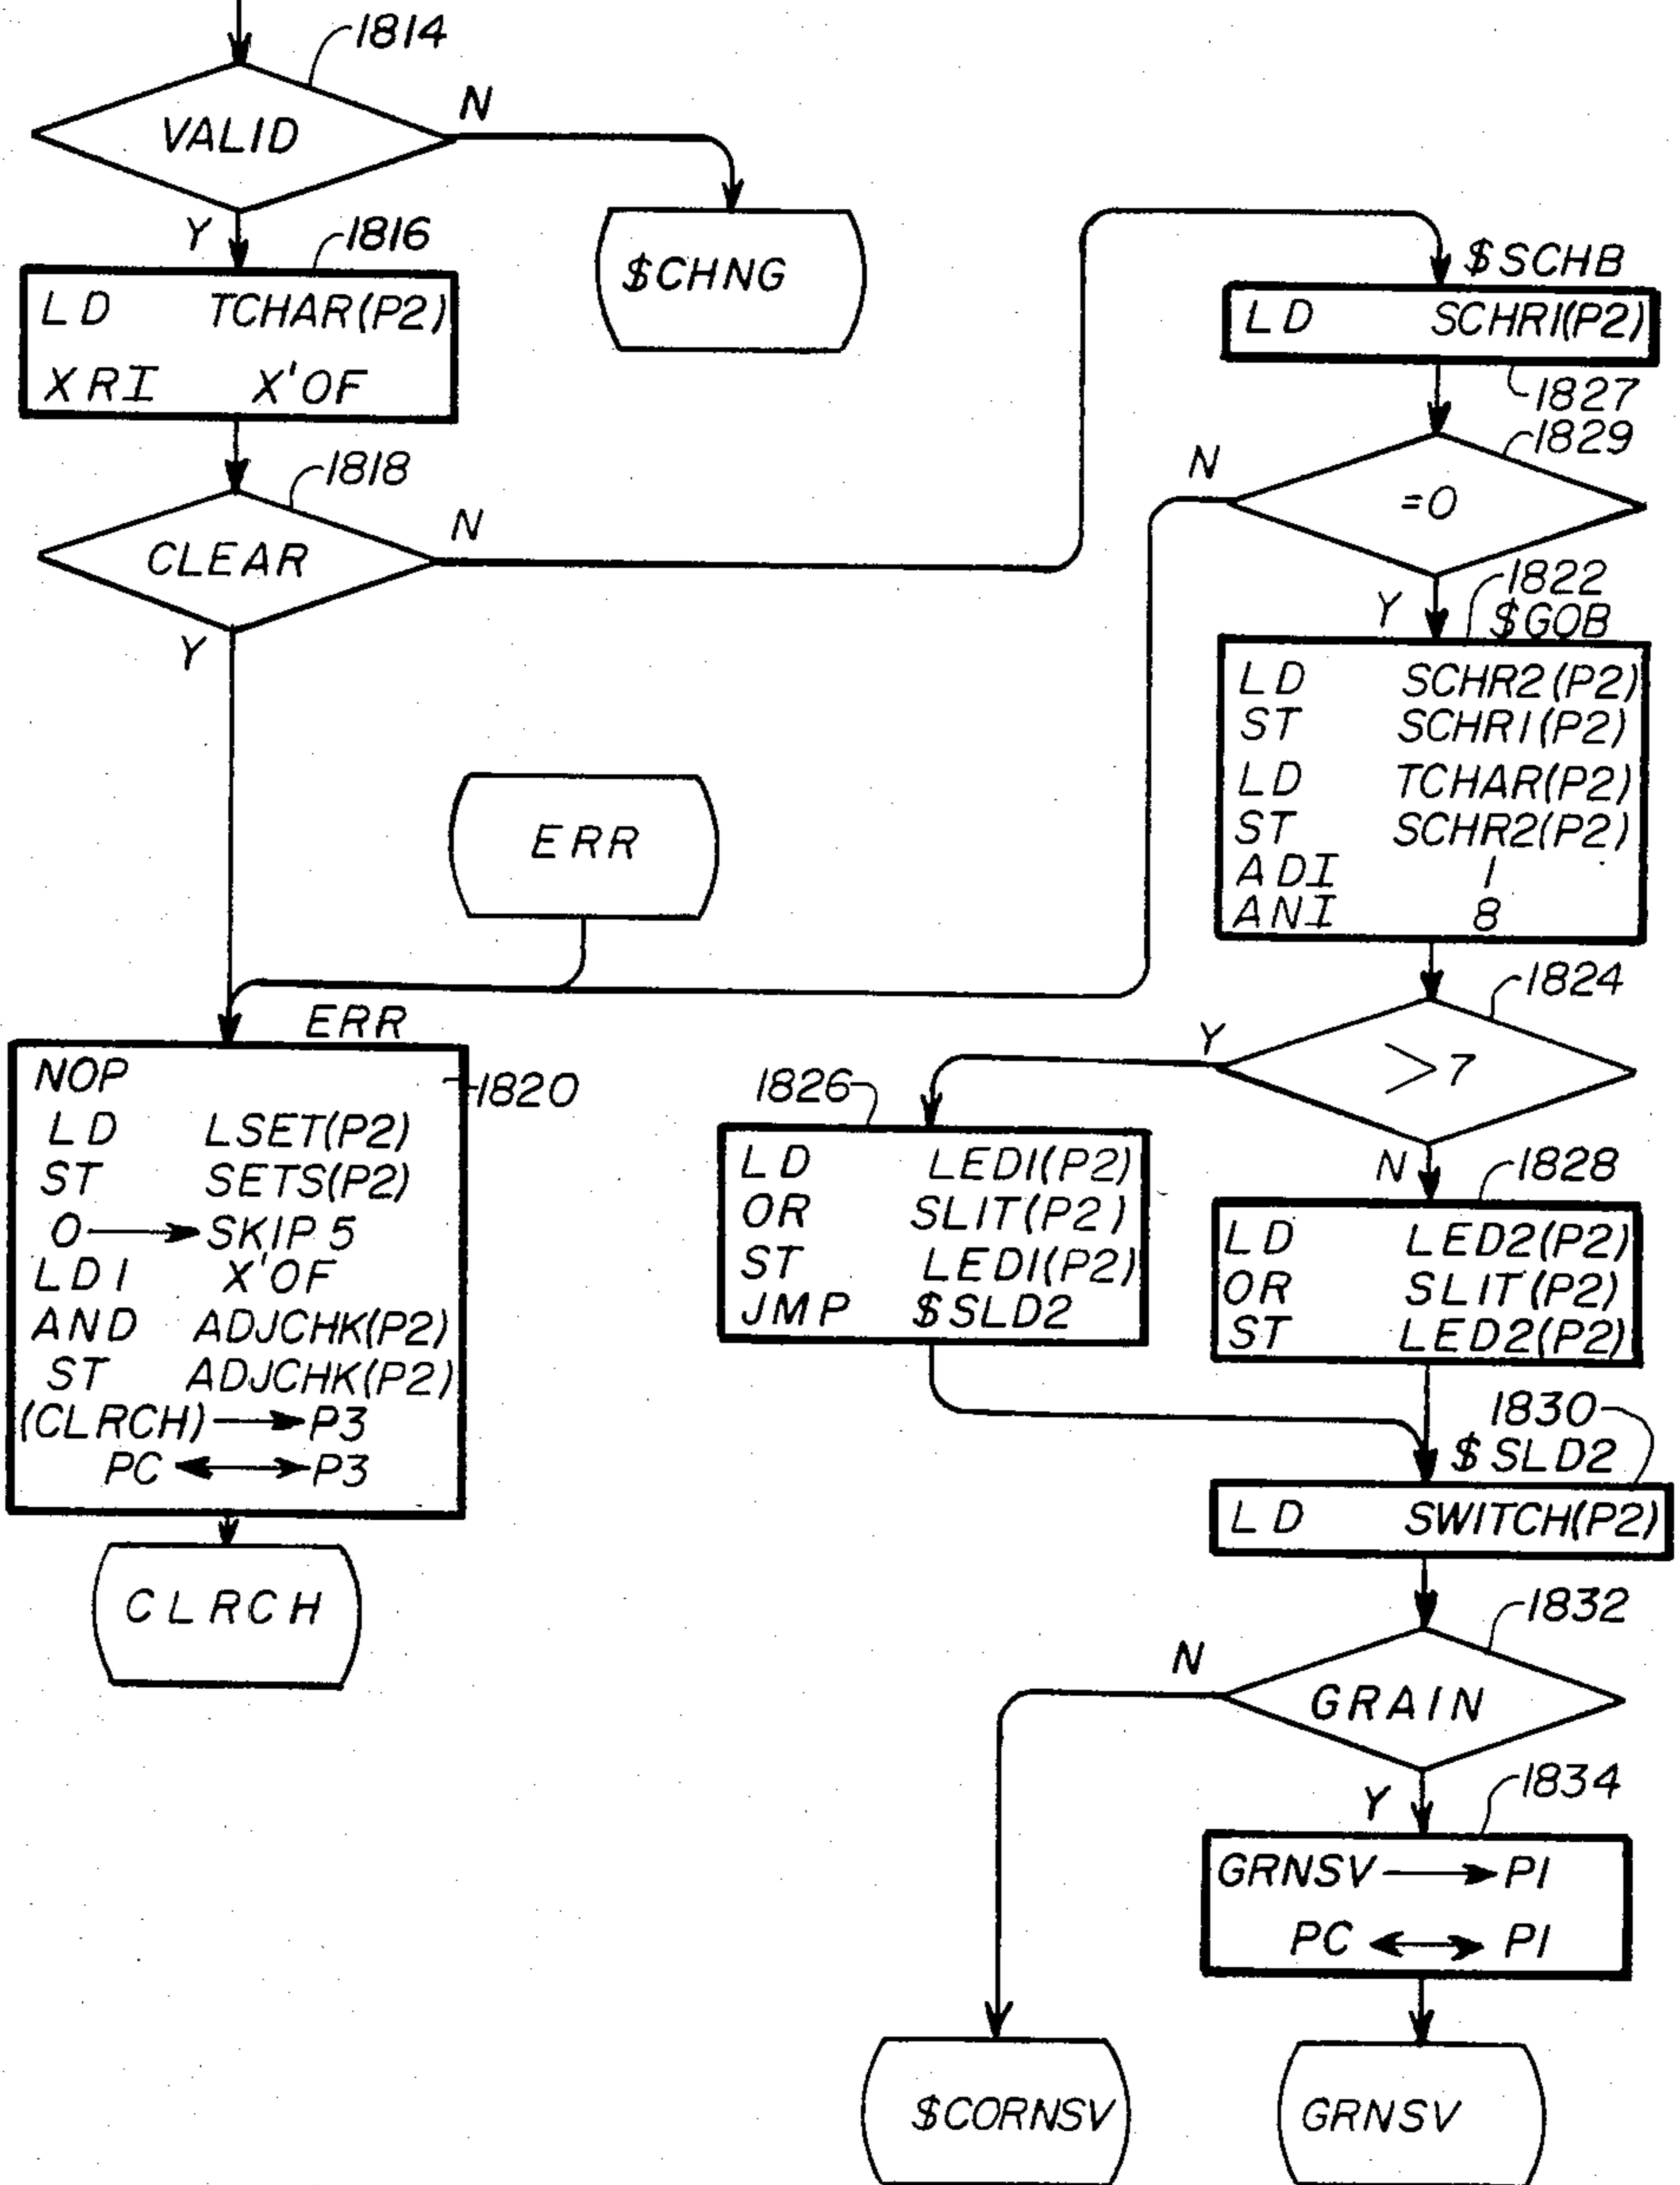 1814
VALID
N
Y
$CHNG
1816
LD TCHAR(P2)
XRI X'OF
1818
CLEAR
N
Y
ERR
ERR
1820
NOP
LD LSET(P2)
ST SETS(P2)
O → SKIP 5
LDI X'OF
AND ADJCHK(P2)
ST ADJCHK(P2)
(CLRCH) → P3
PC ↔ P3
CLRCH
$SCHB
LD SCHR1(P2)
1827
1829
=0
N
Y
1822
$GOB
LD SCHR2(P2)
ST SCHR1(P2)
LD TCHAR(P2)
ST SCHR2(P2)
ADI 1
ANI 8
1824
>7
Y
N
1826
LD LED1(P2)
OR SLIT(P2)
ST LED1(P2)
JMP $SLD2
1828
LD LED2(P2)
OR SLIT(P2)
ST LED2(P2)
1830
$SLD2
LD SWITCH(P2)
1832
GRAIN
N
Y
1834
GRNSV → P1
PC ↔ P1
$CORNSV
GRNSV